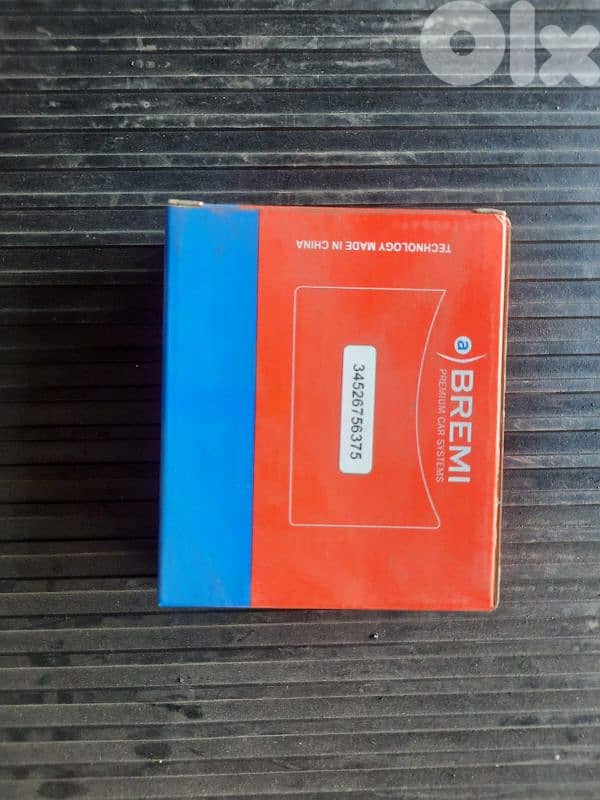 olx
TECHNOLOGY MADE IN CHINA
a)BREMI
PREMIUM CAR SYSTEMS
34526756375